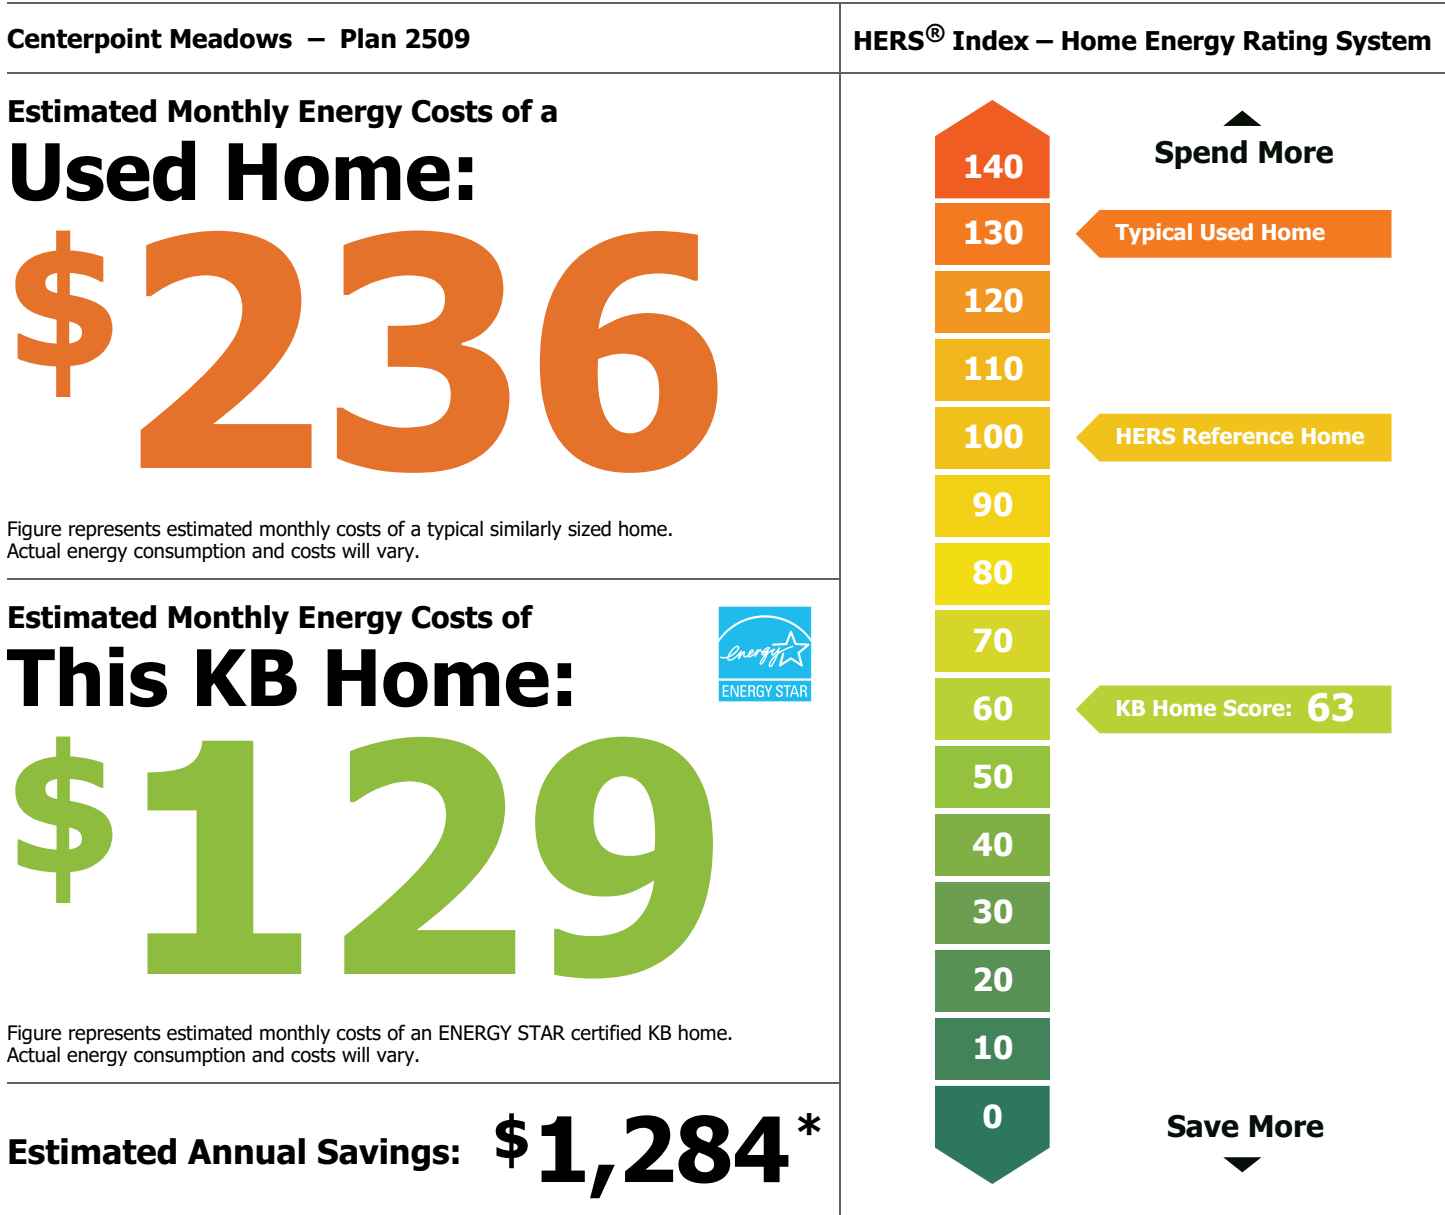 Centerpoint Meadows – Plan 2509
Estimated Monthly Energy Costs of a
Used Home:
$236
Figure represents estimated monthly costs of a typical similarly sized home.
Actual energy consumption and costs will vary.
Estimated Monthly Energy Costs of
This KB Home:
energy
ENERGY STAR
$129
Figure represents estimated monthly costs of an ENERGY STAR certified KB home.
Actual energy consumption and costs will vary.
Estimated Annual Savings: $1,284*
HERS® Index – Home Energy Rating System
Spend More
140
130
Typical Used Home
120
110
100
HERS Reference Home
90
80
70
60
KB Home Score: 63
50
40
30
20
10
0
Save More